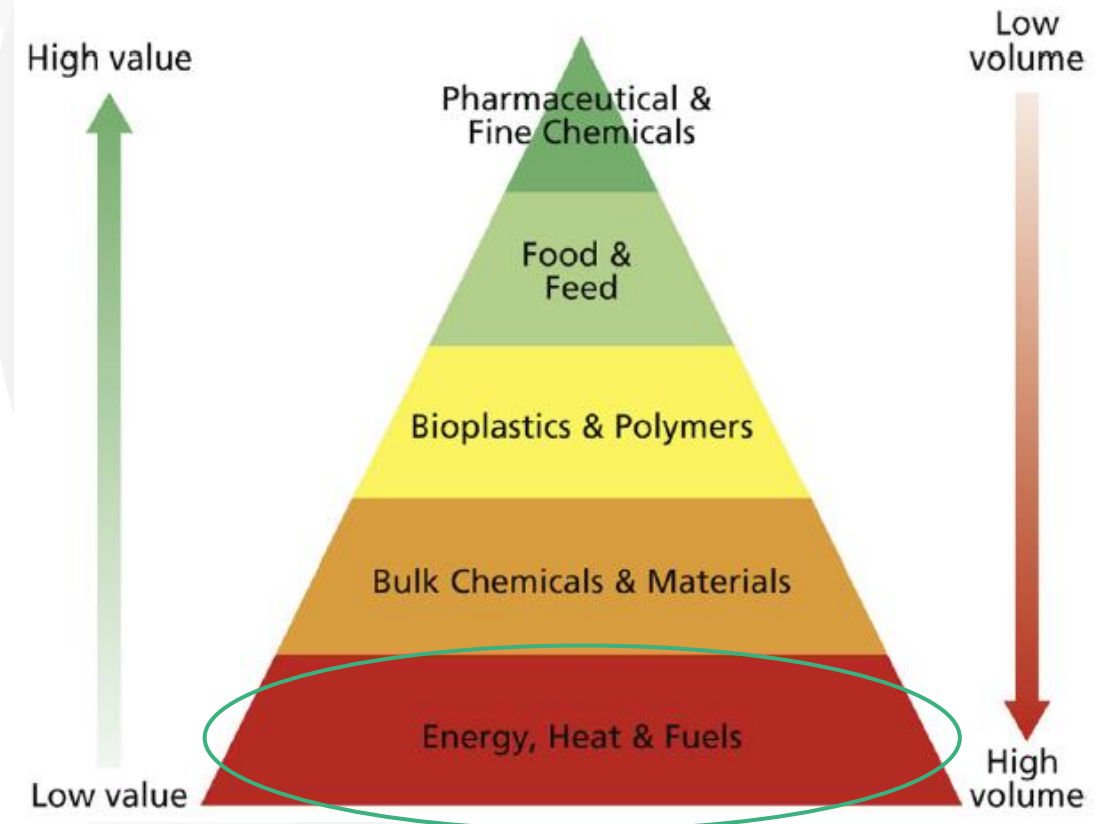 High value
Low
volume
Pharmaceutical &
Fine Chemicals
Food &
Feed
Bioplastics & Polymers
Bulk Chemicals & Materials
Energy, Heat & Fuels
Low value
High
volume